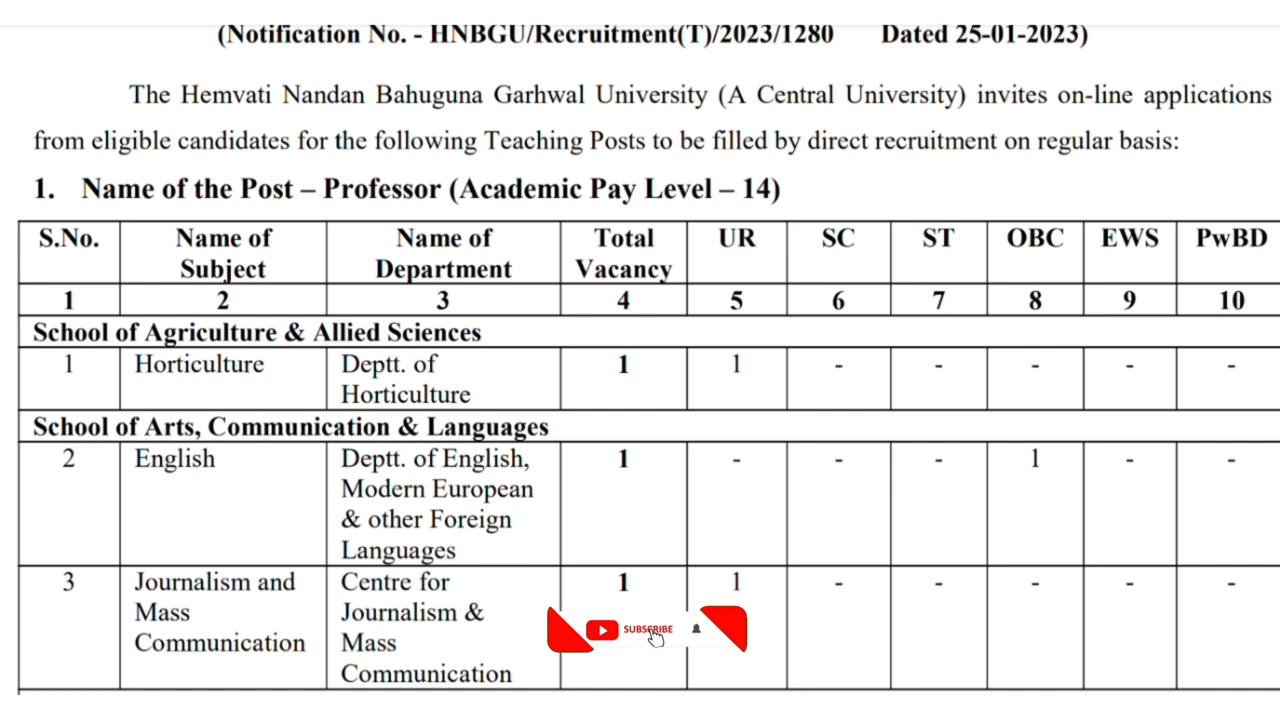 (Notification No. - HNBGU/Recruitment(T)/2023/1280 Dated 25-01-2023)
The Hemvati Nandan Bahuguna Garhwal University (A Central University) invites on-line applications
from eligible candidates for the following Teaching Posts to be filled by direct recruitment on regular basis:
1. Name of the Post – Professor (Academic Pay Level – 14)
S.No. Name of Name of Total UR SC ST OBC EWS PwBD
Subject Department Vacancy
1 2 3 4 5 6 7 8 9 10
School of Agriculture & Allied Sciences
1 Horticulture Deptt. of 1 1 - - - - -
Horticulture
School of Arts, Communication & Languages
2 English Deptt. of English, 1 - - - 1 - -
Modern European
& other Foreign
Languages
3 Journalism and Centre for 1 1 - - - - -
Mass Journalism &
Communication Mass
Communication
SUBSCRIBE